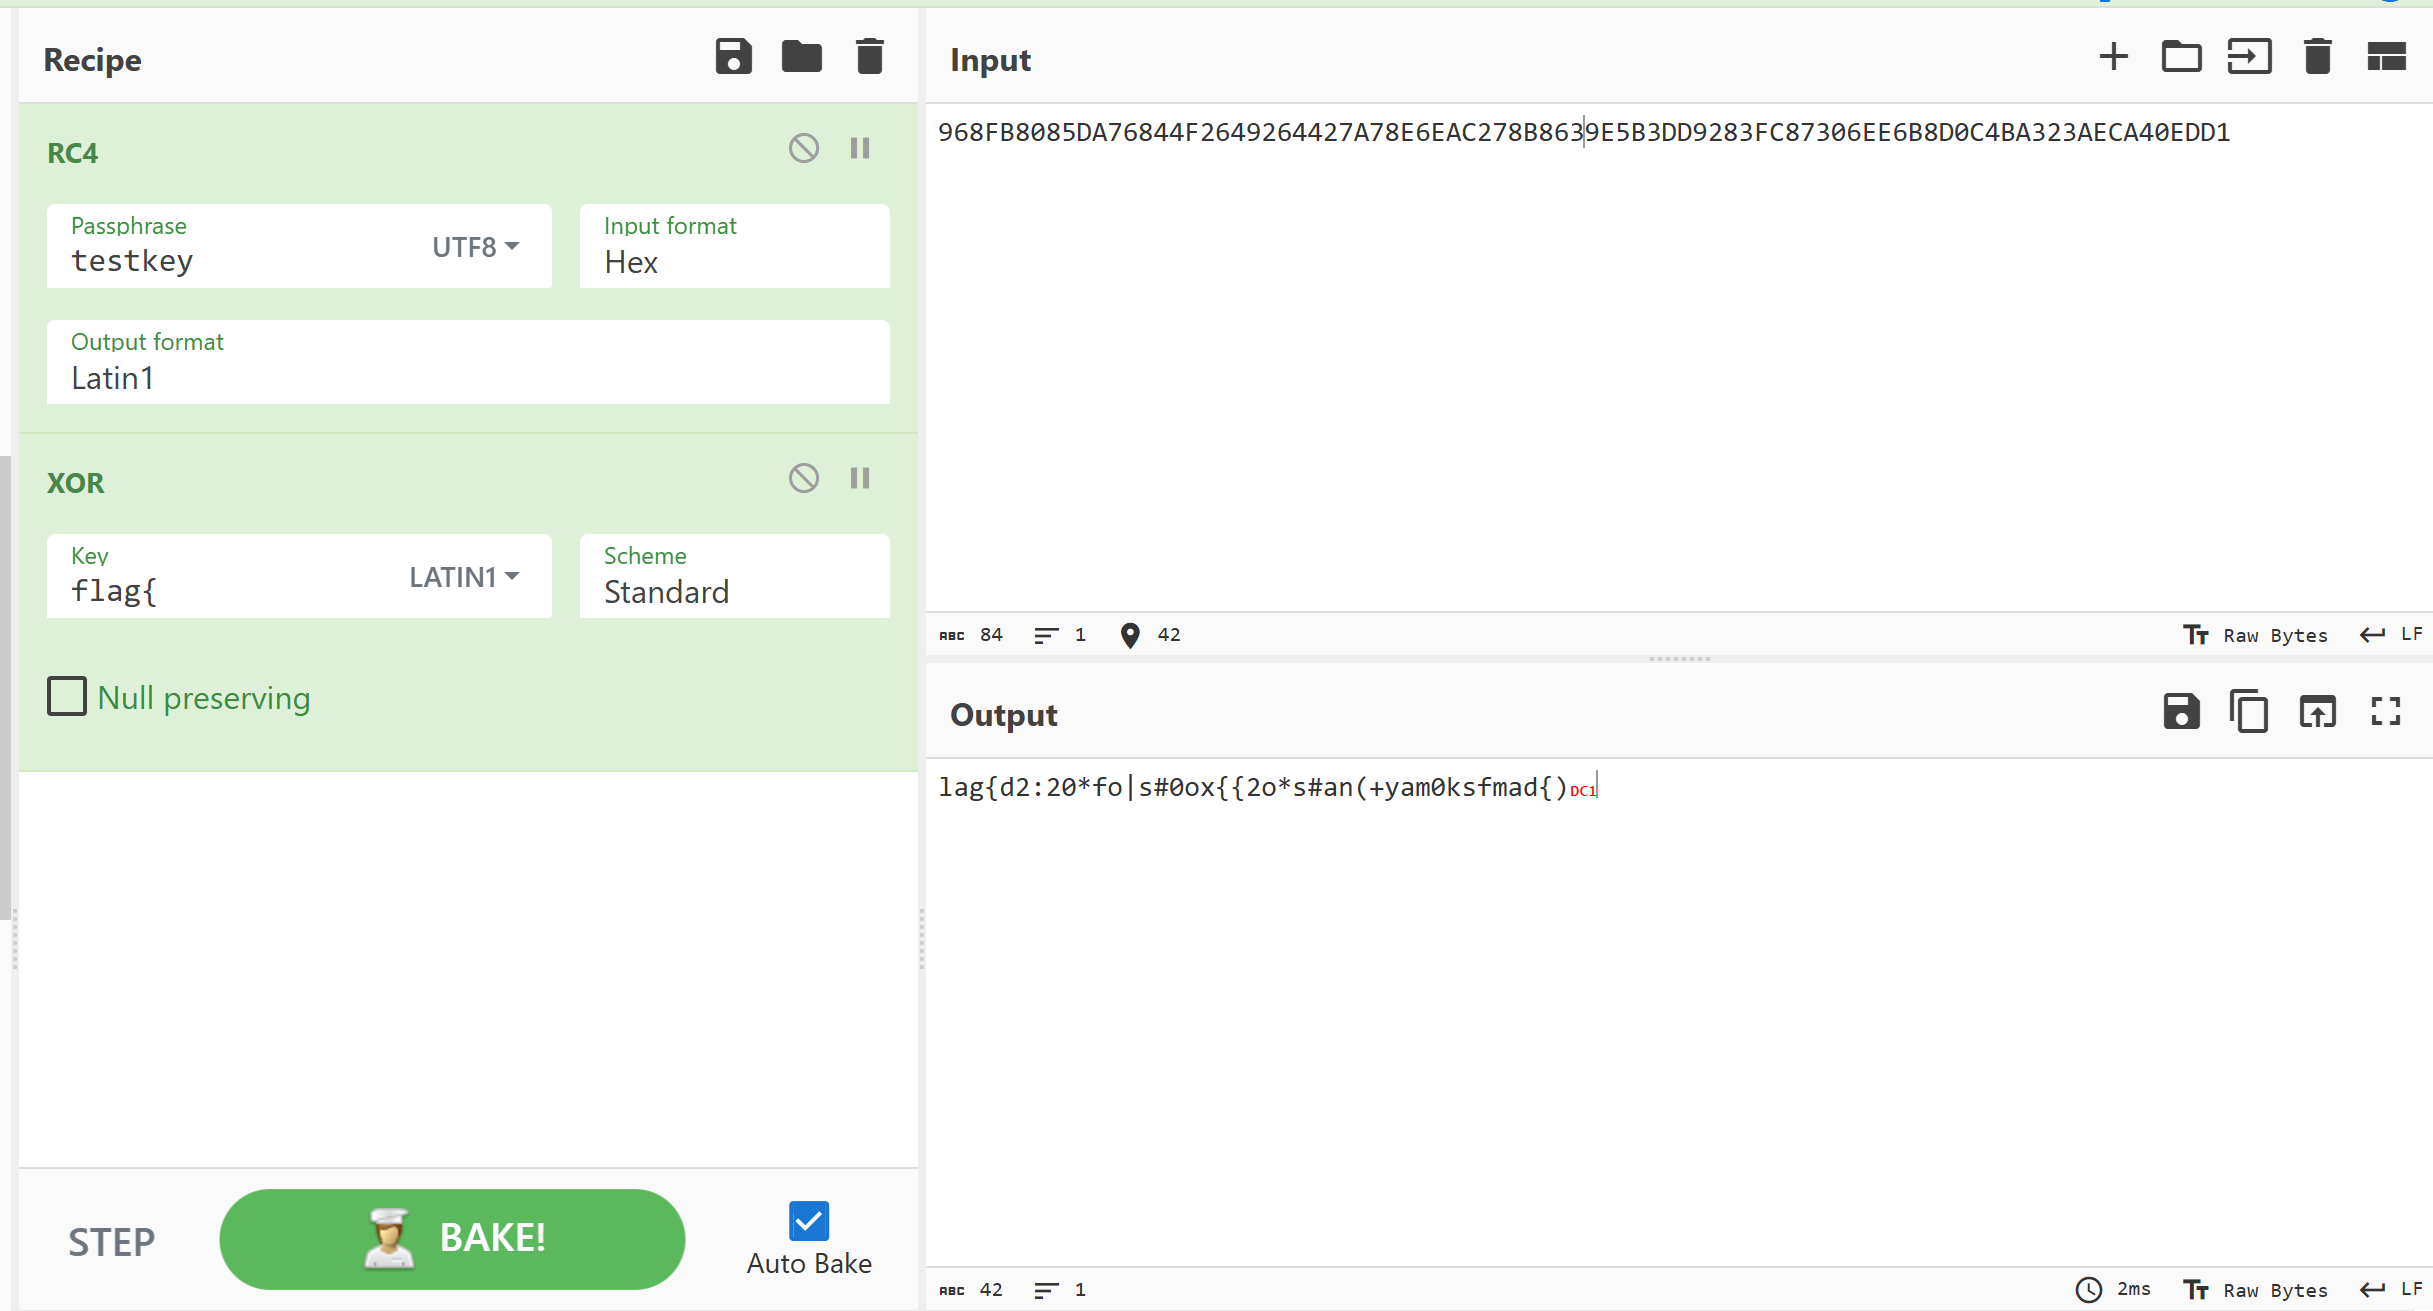 Recipe
RC4
Passphrase
testkey
UTF8
Input format
Hex
Output format
Latin1
XOR
Key
flag{
LATIN1
Scheme
Standard
Null preserving
STEP
BAKE!
Auto Bake
Input
968FB8085DA76844F2649264427A78E6EAC278B8639E5B3DD9283FC87306EE6B8D0C4BA323AECA40EDD1
ABC 84 1 42
Raw Bytes LF
Output
lag{d2:20*fo|s#0ox{{2o*s#an(+yam0ksfmad{)DC1
ABC 42 1
2ms Raw Bytes LF